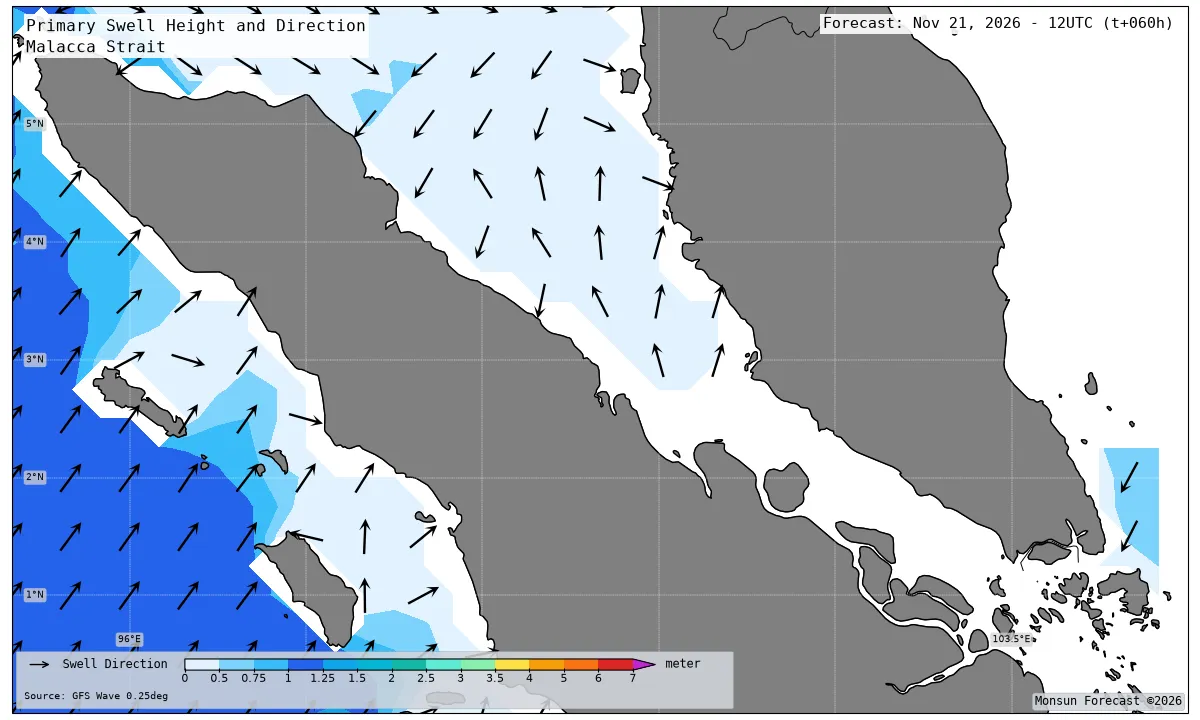 Primary Swell Height and Direction
Malacca Strait
Forecast: Nov 21, 2026 - 12UTC (t+060h)
5°N
4°N
3°N
2°N
1°N
96°E
103.5°E
Swell Direction
0 0.5 0.75 1 1.25 1.5 2 2.5 3 3.5 4 5 6 7
meter
Source: GFS Wave 0.25deg
Monsun Forecast ©2026